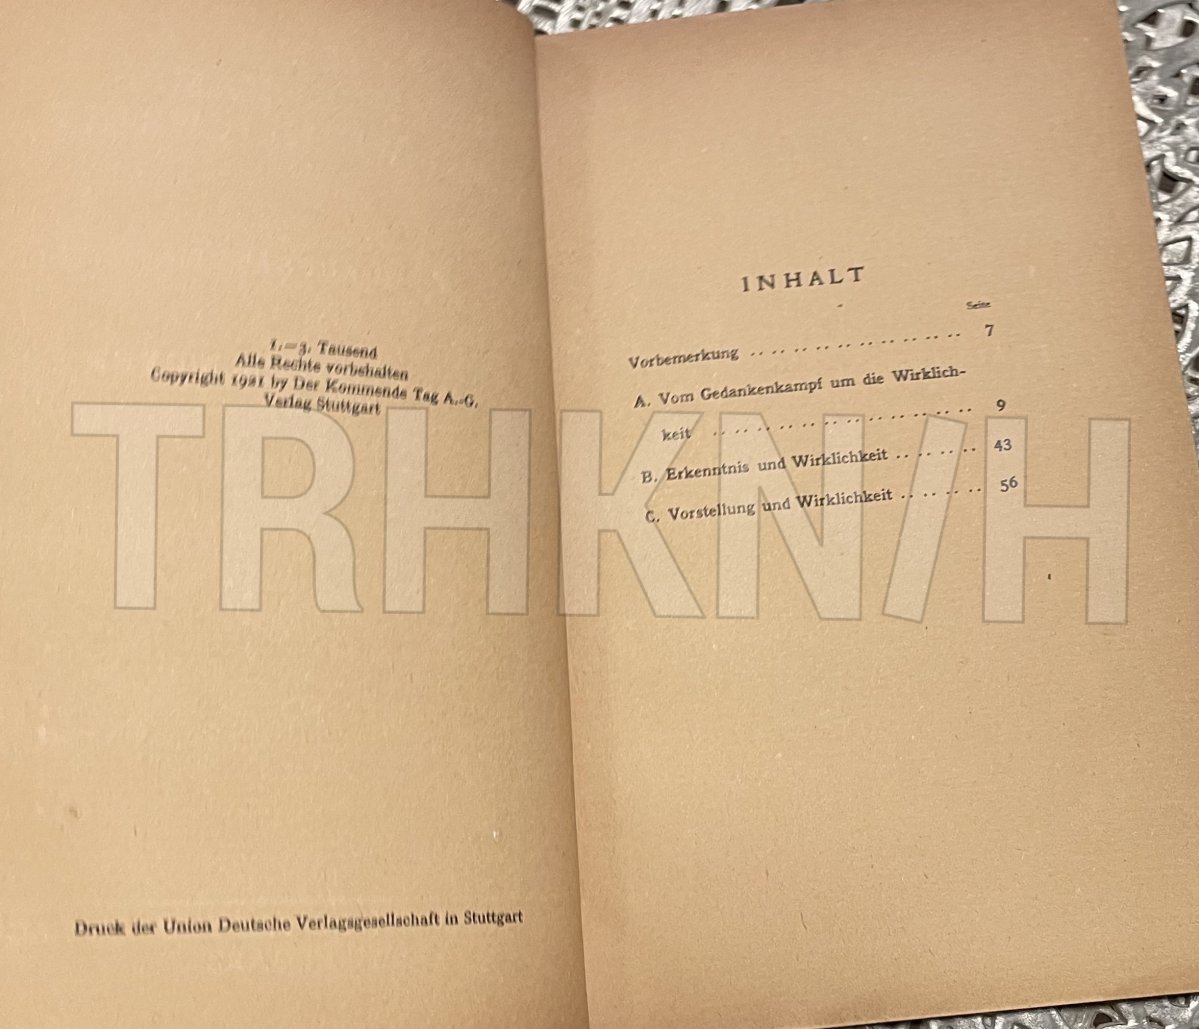 1.–3. Tausend
Alle Rechte vorbehalten
Copyright 1921 by Der Kommende Tag A.-G.
Verlag Stuttgart
Druck der Union Deutsche Verlagsgesellschaft in Stuttgart
INHALT
Seite
Vorbemerkung . . . . . . . . . . . . . . . . . . . . 7
A. Vom Gedankenkampf um die Wirklich-
keit . . . . . . . . . . . . . . . . . . . . . . . . 9
B. Erkenntnis und Wirklichkeit . . . . . . . . 43
C. Vorstellung und Wirklichkeit . . . . . . . . 56
TRHKN/H